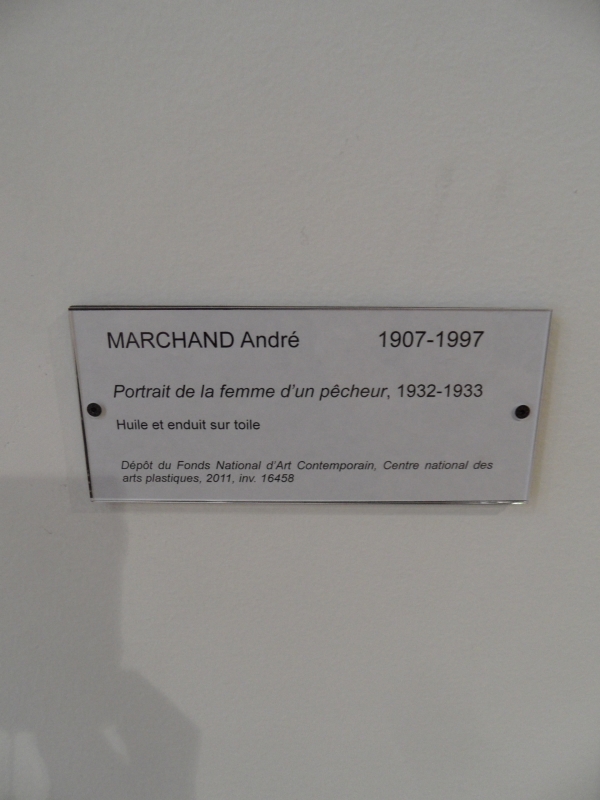 MARCHAND André 1907-1997
Portrait de la femme d'un pêcheur, 1932-1933
Huile et enduit sur toile
Dépôt du Fonds National d'Art Contemporain, Centre national des
arts plastiques, 2011, inv. 16458